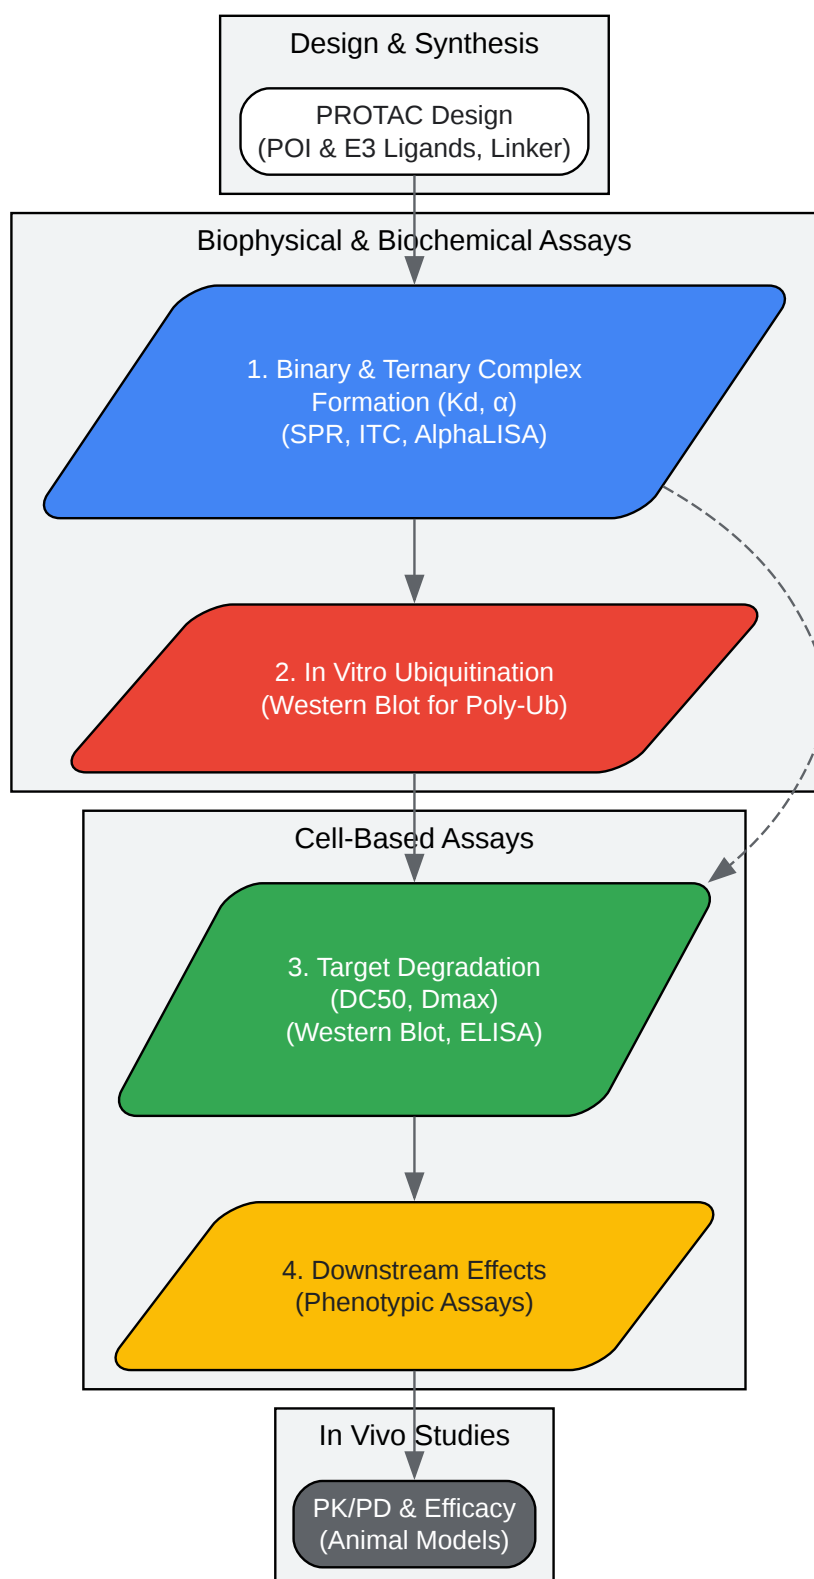 Design & Synthesis
PROTAC Design
(POI & E3 Ligands, Linker)
Biophysical & Biochemical Assays
1. Binary & Ternary Complex
Formation (Kd, α)
(SPR, ITC, AlphaLISA)
2. In Vitro Ubiquitination
(Western Blot for Poly-Ub)
Cell-Based Assays
3. Target Degradation
(DC50, Dmax)
(Western Blot, ELISA)
4. Downstream Effects
(Phenotypic Assays)
In Vivo Studies
PK/PD & Efficacy
(Animal Models)